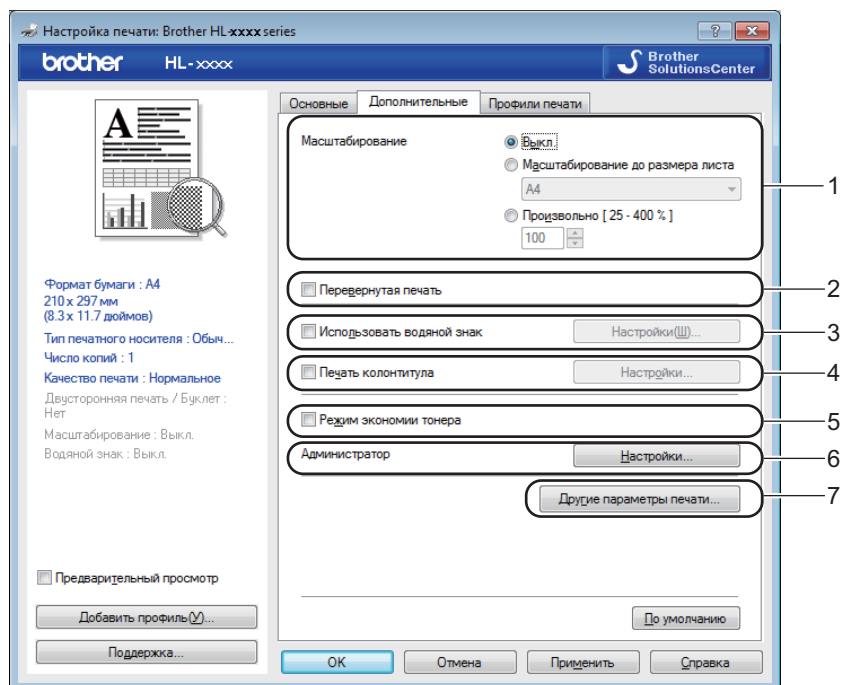 Настройка печати: Brother HL-xxxx series
brother HL-xxxx
Brother
SolutionsCenter
A
Формат бумаги : A4
210 x 297 мм
(8.3 x 11.7 дюймов)
Тип печатного носителя : Обыч...
Число копий : 1
Качество печати : Нормальное
Двусторонняя печать / Буклет :
Нет
Масштабирование : Выкл.
Водяной знак : Выкл.
Предварительный просмотр
Добавить профиль(У)...
Поддержка...
Основные Дополнительные Профили печати
Масштабирование Выкл.
Масштабирование до размера листа
A4
Произвольно [ 25 - 400 % ]
100
1
Перевернутая печать
2
Использовать водяной знак Настройки(Ш)...
3
Печать колонтитула Настройки...
4
Режим экономии тонера
5
Администратор Настройки...
6
Другие параметры печати...
7
По умолчанию
OK Отмена Применить Справка